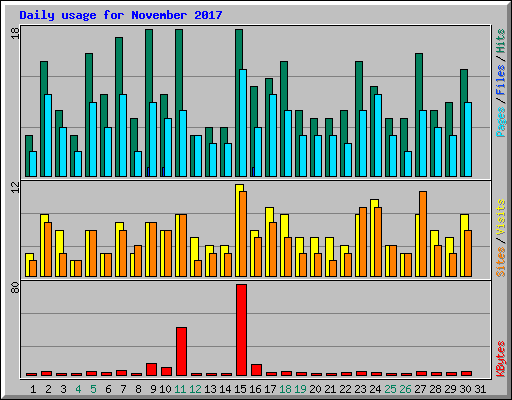 Daily usage for November 2017
18
Pages / Files / Hits
12
Sites / Visits
80
KBytes
1 2 3 4 5 6 7 8 9 10 11 12 13 14 15 16 17 18 19 20 21 22 23 24 25 26 27 28 29 30 31